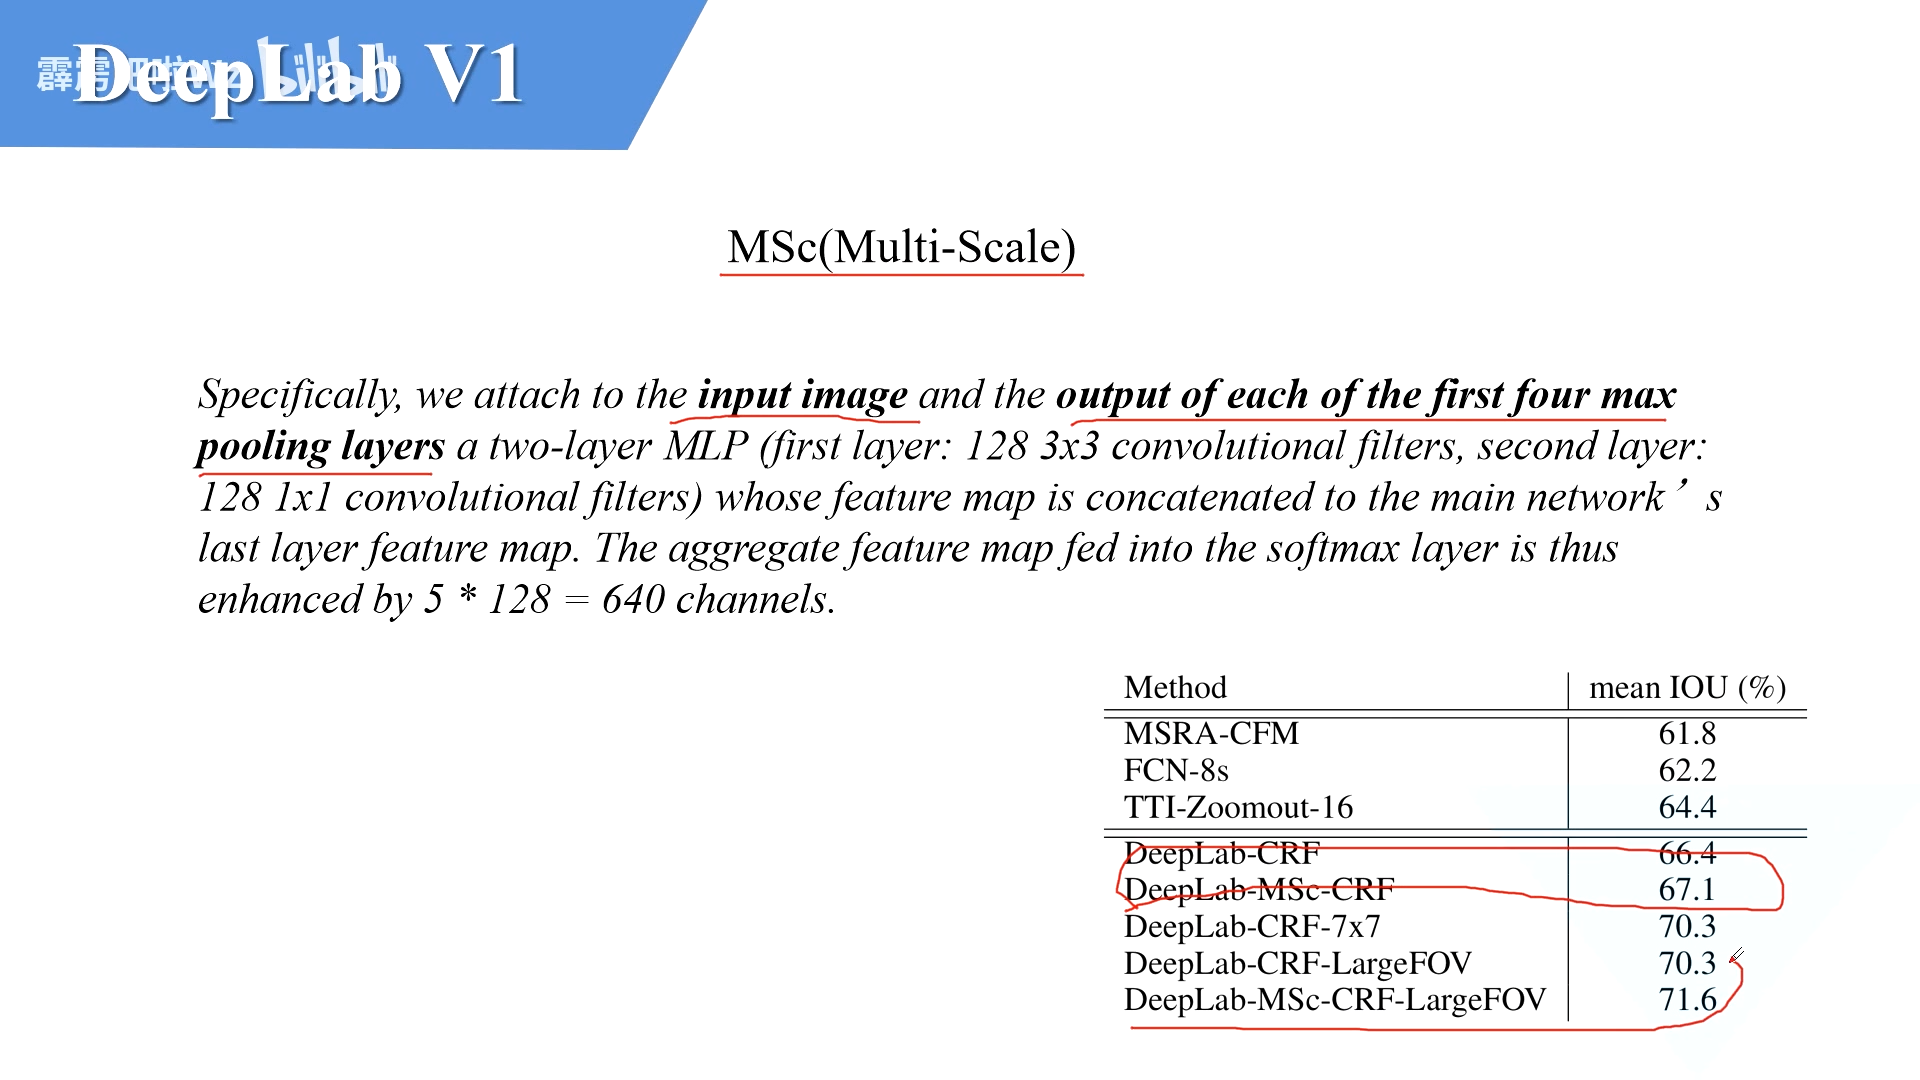 DeepLab V1
MSc(Multi-Scale)
Specifically, we attach to the input image and the output of each of the first four max
pooling layers a two-layer MLP (first layer: 128 3x3 convolutional filters, second layer:
128 1x1 convolutional filters) whose feature map is concatenated to the main network’s
last layer feature map. The aggregate feature map fed into the softmax layer is thus
enhanced by 5 * 128 = 640 channels.
Method mean IOU (%)
MSRA-CFM 61.8
FCN-8s 62.2
TTI-Zoomout-16 64.4
DeepLab-CRF 66.4
DeepLab-MSc-CRF 67.1
DeepLab-CRF-7x7 70.3
DeepLab-CRF-LargeFOV 70.3
DeepLab-MSc-CRF-LargeFOV 71.6